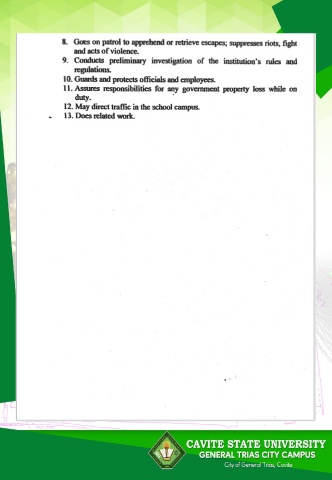 8. Goes on patrol to apprehend or retrieve escapes; suppresses riots, fight
and acts of violence.
9. Conducts preliminary investigation of the institution's rules and
regulations.
10. Guards and protects officials and employees.
11. Assures responsibilities for any government property loss while on
duty.
12. May direct traffic in the school campus.
13. Does related work.
CAVITE STATE UNIVERSITY
GENERAL TRIAS CITY CAMPUS
City of General Trias, Cavite